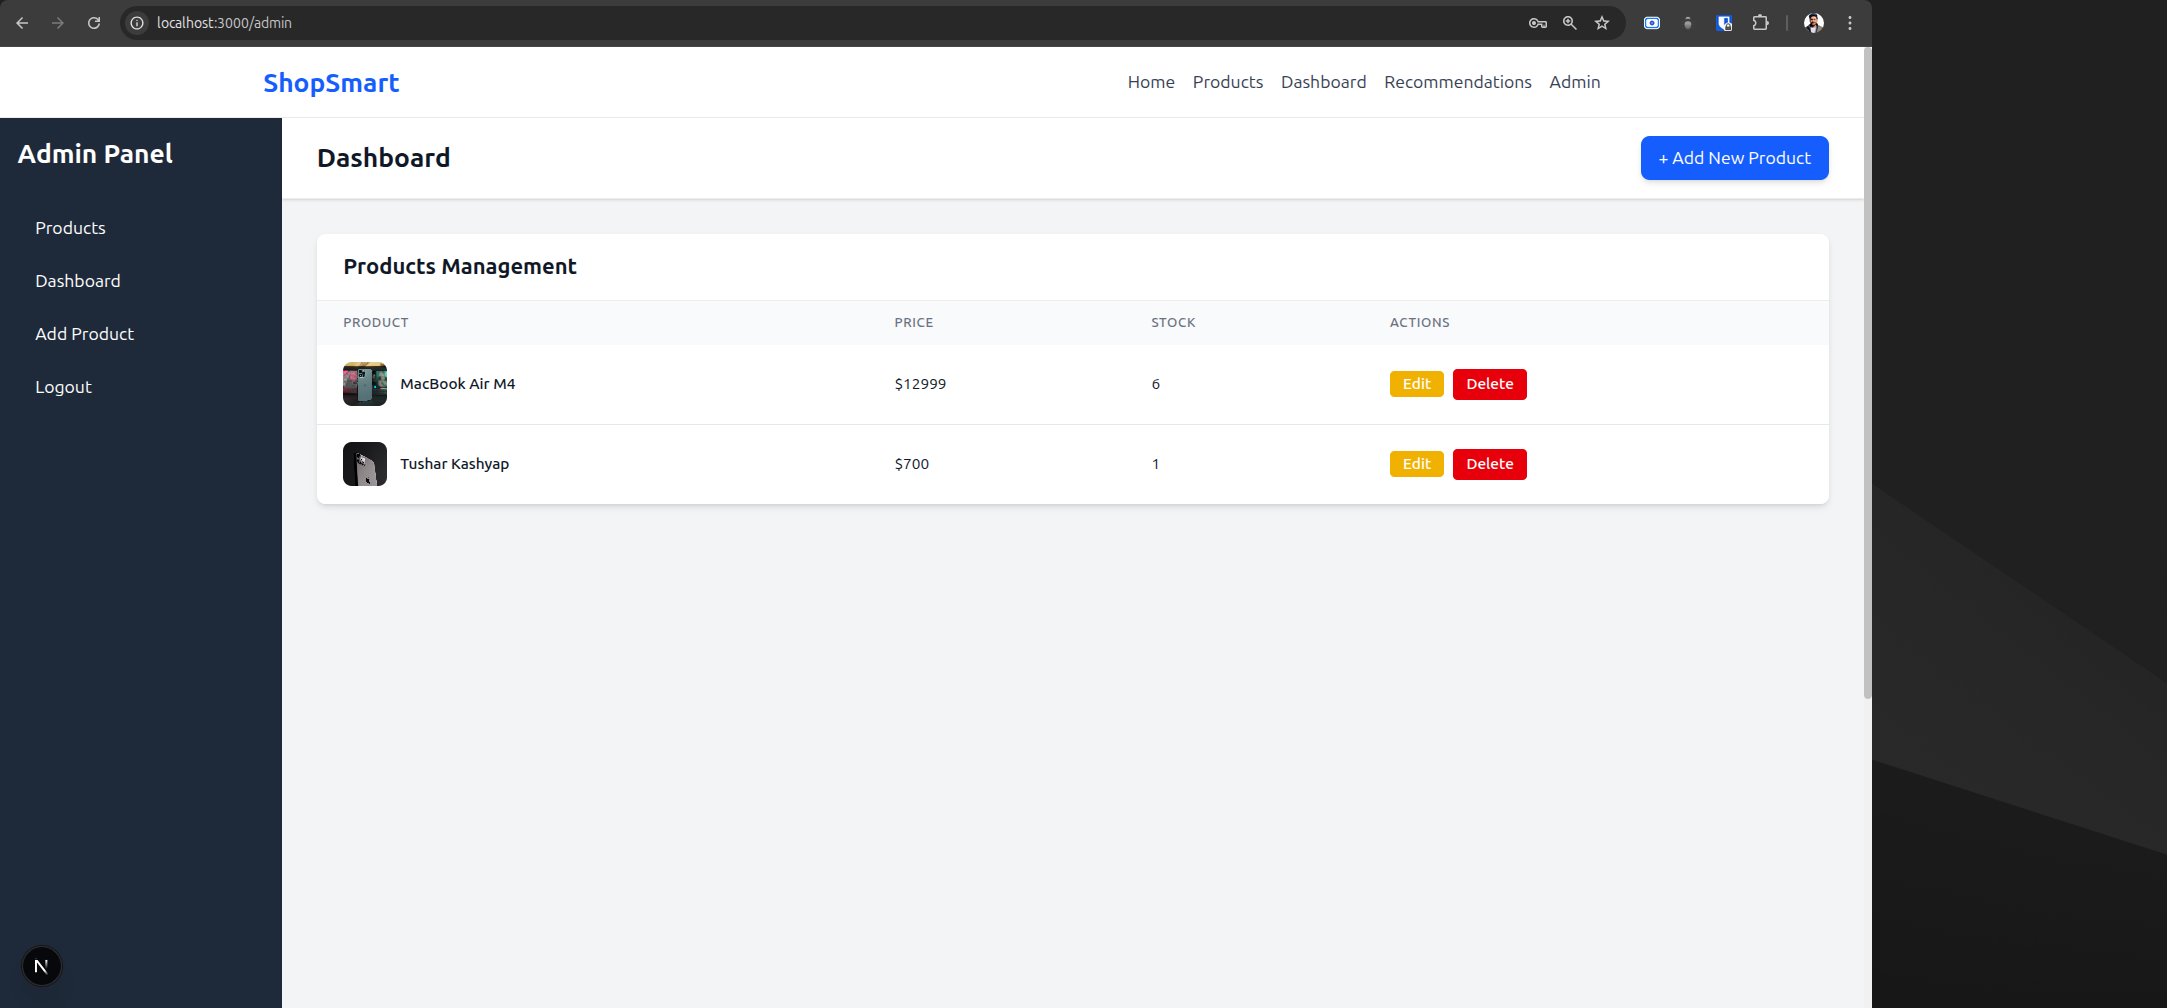 localhost:3000/admin
ShopSmart
Home Products Dashboard Recommendations Admin
Admin Panel
Products
Dashboard
Add Product
Logout
Dashboard
+ Add New Product
Products Management
PRODUCT PRICE STOCK ACTIONS
MacBook Air M4 $12999 6 Edit Delete
Tushar Kashyap $700 1 Edit Delete
N